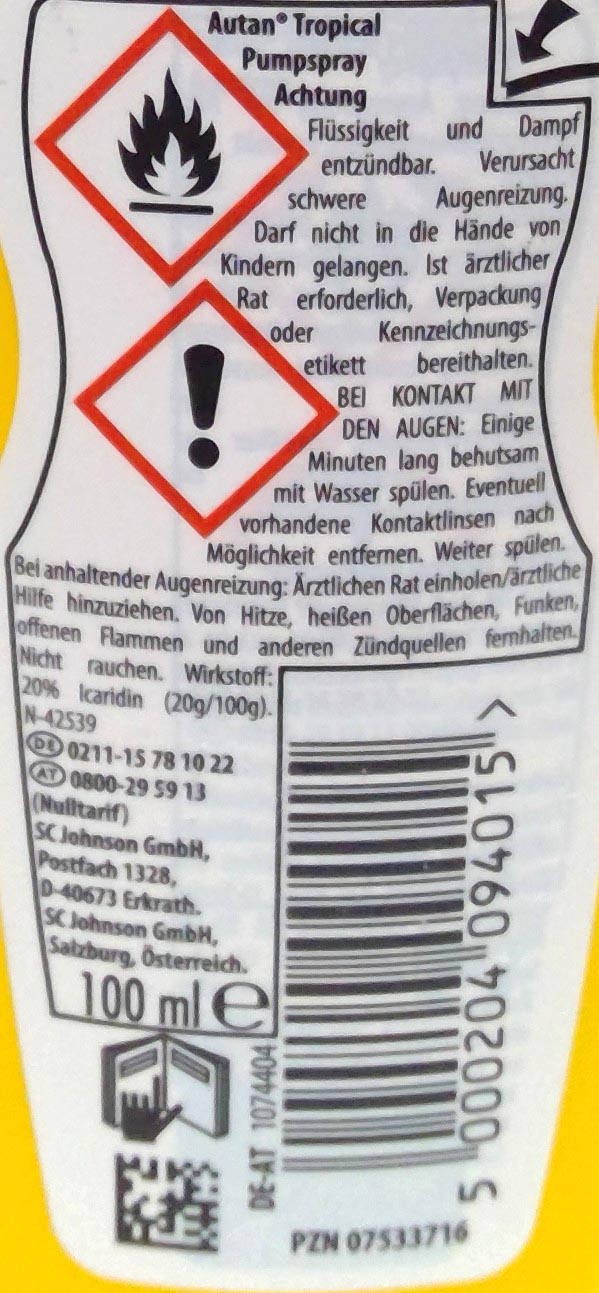 Autan® Tropical
Pumpspray
Achtung
Flüssigkeit und Dampf
entzündbar. Verursacht
schwere Augenreizung.
Darf nicht in die Hände von
Kindern gelangen. Ist ärztlicher
Rat erforderlich, Verpackung
oder Kennzeichnungs-
etikett bereithalten.
BEI KONTAKT MIT
DEN AUGEN: Einige
Minuten lang behutsam
mit Wasser spülen. Eventuell
vorhandene Kontaktlinsen nach
Möglichkeit entfernen. Weiter spülen.
Bei anhaltender Augenreizung: Ärztlichen Rat einholen/ärztliche
Hilfe hinzuziehen. Von Hitze, heißen Oberflächen, Funken,
offenen Flammen und anderen Zündquellen fernhalten.
Nicht rauchen. Wirkstoff:
20% Icaridin (20g/100g).
N-42539
DE 0211-15 78 10 22
AT 0800-29 59 13
(Nulltarif)
SC Johnson GmbH,
Postfach 1328,
D-40673 Erkrath.
SC Johnson GmbH,
Salzburg, Österreich.
100 ml e
DE-AT 1074404
5 000204 094015 >
PZN 07533716